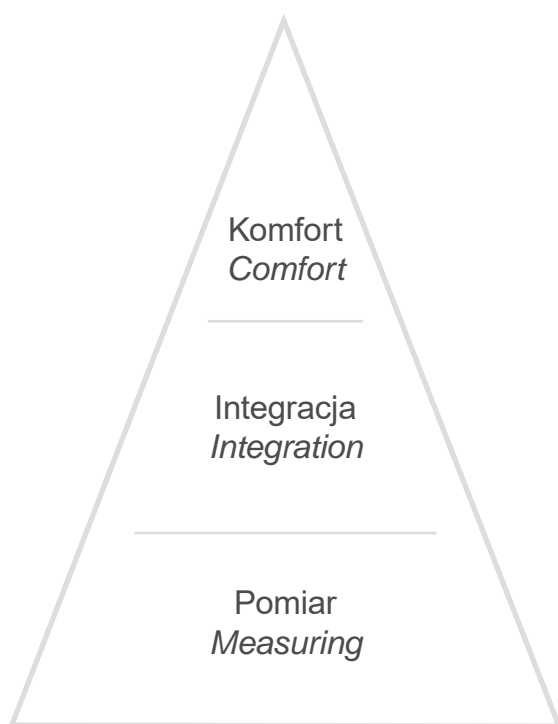 Komfort
Comfort
Integracja
Integration
Pomiar
Measuring